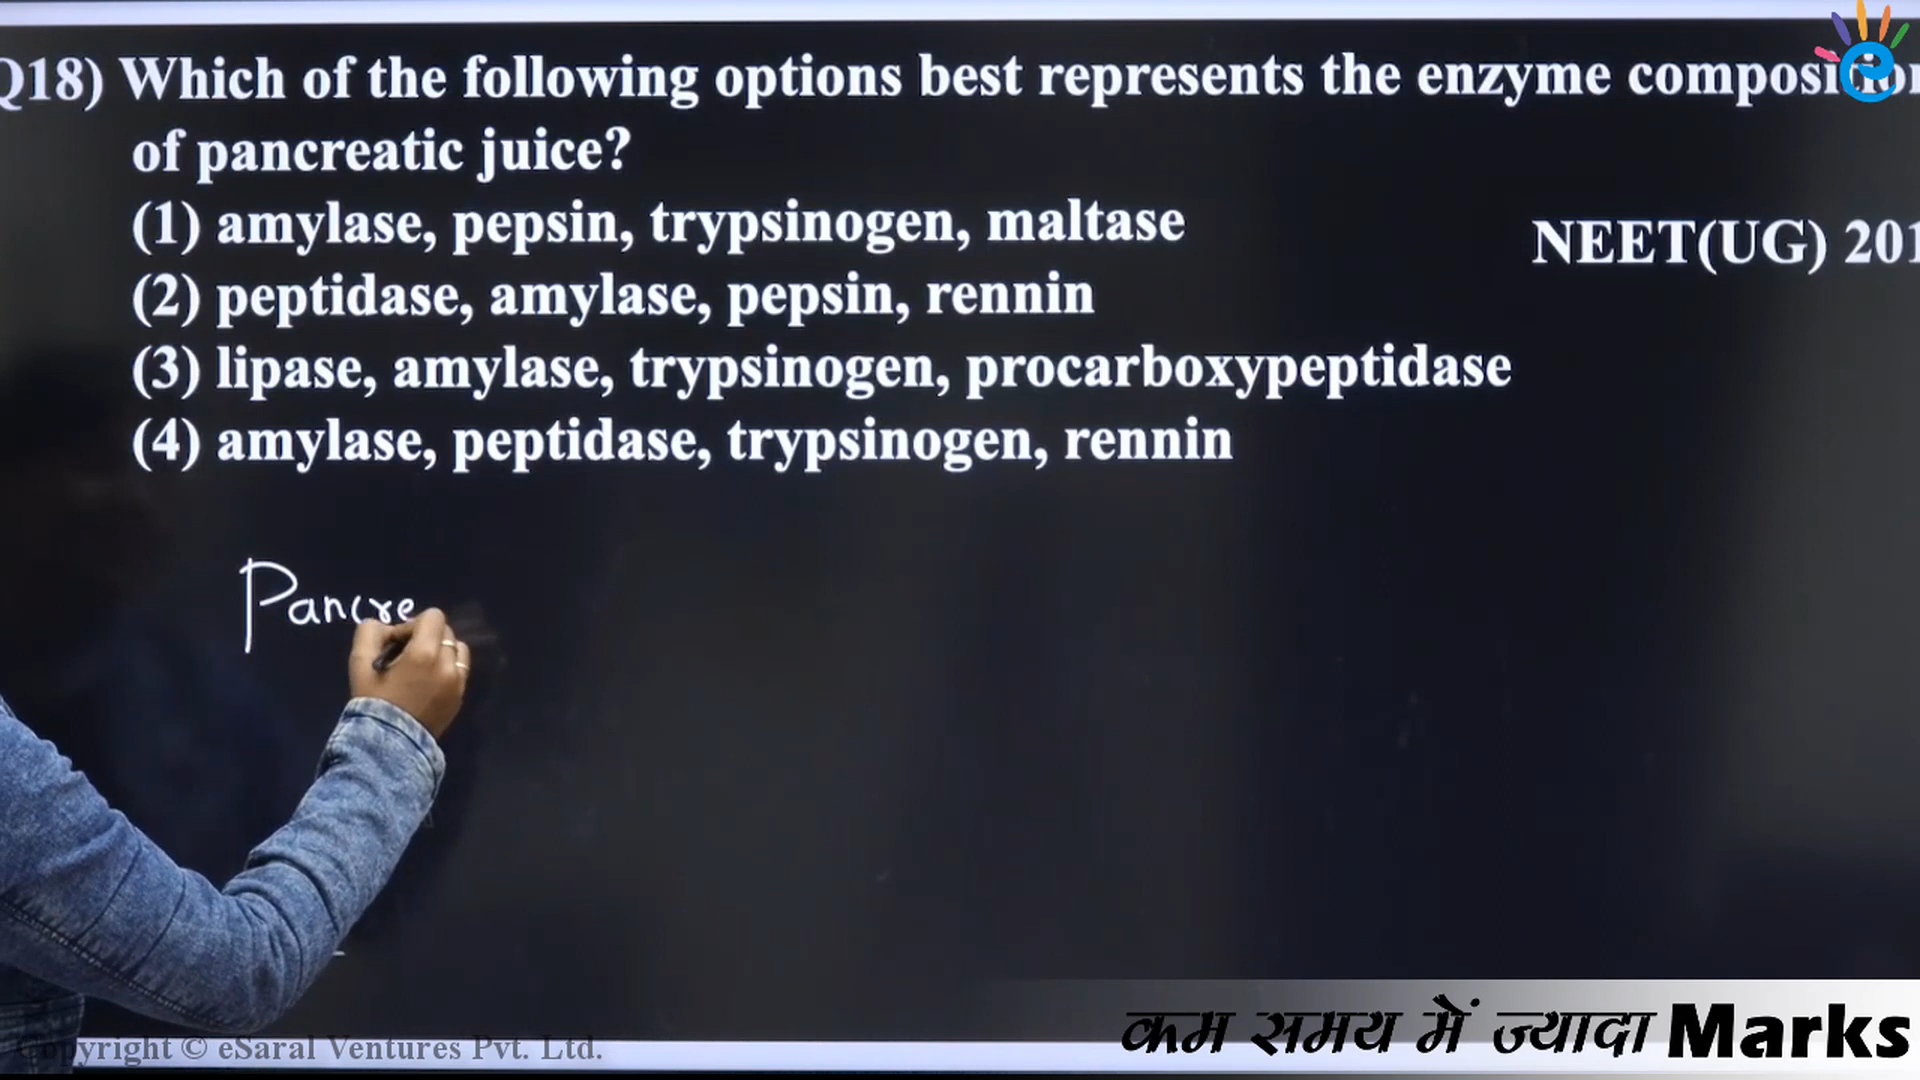 Q18) Which of the following options best represents the enzyme composition
of pancreatic juice?
(1) amylase, pepsin, trypsinogen, maltase
NEET(UG) 201
(2) peptidase, amylase, pepsin, rennin
(3) lipase, amylase, trypsinogen, procarboxypeptidase
(4) amylase, peptidase, trypsinogen, rennin
Pancre
कम समय में ज्यादा Marks
Copyright © eSaral Ventures Pvt. Ltd.